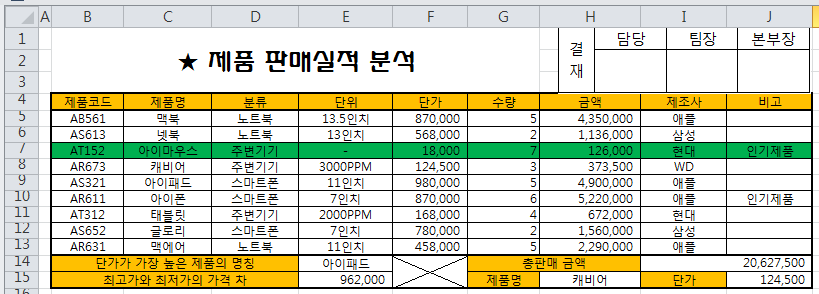 A B C D E F G H I J
1 결재 담당 팀장 본부장
2 ★ 제품 판매실적 분석
3
4 제품코드 제품명 분류 단위 단가 수량 금액 제조사 비고
5 AB561 맥북 노트북 13.5인치 870,000 5 4,350,000 애플
6 AS613 넷북 노트북 13인치 568,000 2 1,136,000 삼성
7 AT152 아이마우스 주변기기 - 18,000 7 126,000 현대 인기제품
8 AR673 캐비어 주변기기 3000PPM 124,500 3 373,500 WD
9 AS321 아이패드 스마트폰 11인치 980,000 5 4,900,000 애플
10 AR611 아이폰 스마트폰 7인치 870,000 6 5,220,000 애플 인기제품
11 AT312 태블릿 주변기기 2000PPM 168,000 4 672,000 현대
12 AS652 글로리 스마트폰 7인치 780,000 2 1,560,000 삼성
13 AR631 맥에어 노트북 11인치 458,000 5 2,290,000 애플
14 단가가 가장 높은 제품의 명칭 아이패드 총판매 금액 20,627,500
15 최고가와 최저가의 가격 차 962,000 제품명 캐비어 단가 124,500